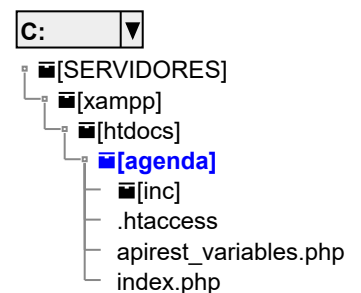 C:
[SERVIDORES]
[xampp]
[htdocs]
[agenda]
[inc]
.htaccess
apirest_variables.php
index.php